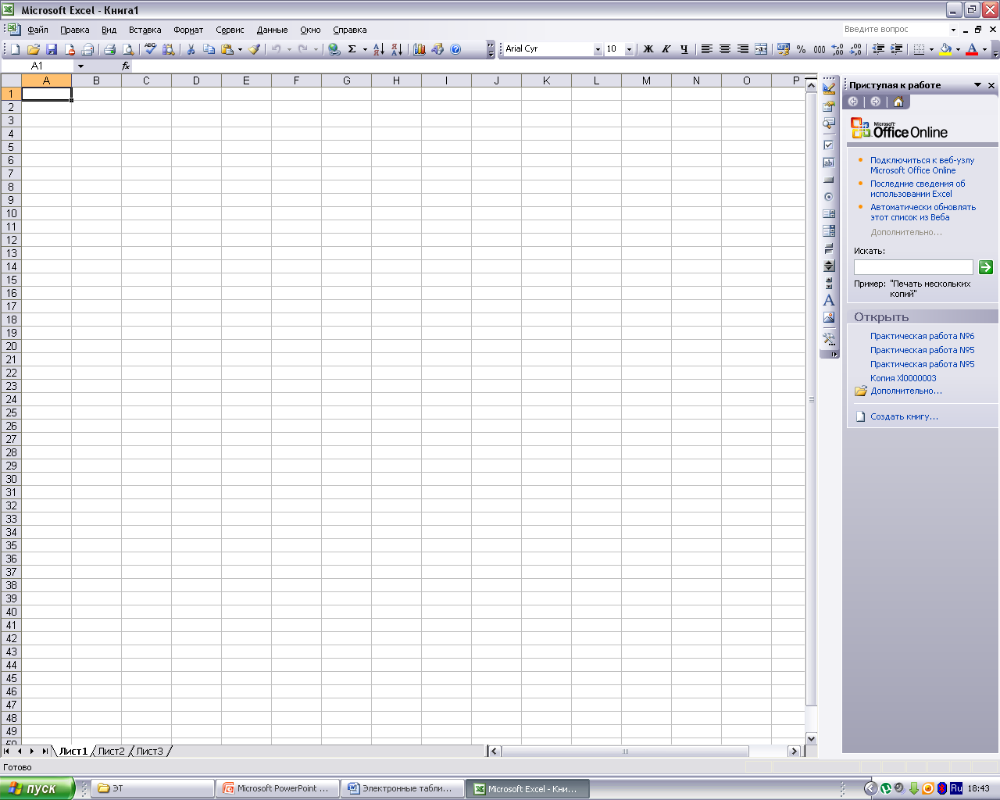 Microsoft Excel - Книга1
Файл Правка Вид Вставка Формат Сервис Данные Окно Справка Введите вопрос
Arial Cyr 10 Ж К Ч % 000
A1 fx
A B C D E F G H I J K L M N O P
1
2
3
4
5
6
7
8
9
10
11
12
13
14
15
16
17
18
19
20
21
22
23
24
25
26
27
28
29
30
31
32
33
34
35
36
37
38
39
40
41
42
43
44
45
46
47
48
49
50
Приступая к работе
Microsoft
Office Online
Подключиться к веб-узлу
Microsoft Office Online
Последние сведения об
использовании Excel
Автоматически обновлять
этот список из Веба
Дополнительно...
Искать:
Пример: "Печать нескольких
копий"
Открыть
Практическая работа №6
Практическая работа №5
Практическая работа №5
Копия Xl0000003
Дополнительно...
Создать книгу...
Лист1 Лист2 Лист3
Готово
пуск ЭТ Microsoft PowerPoint ... Электронные табли... Microsoft Excel - Кни... Ru 18:43